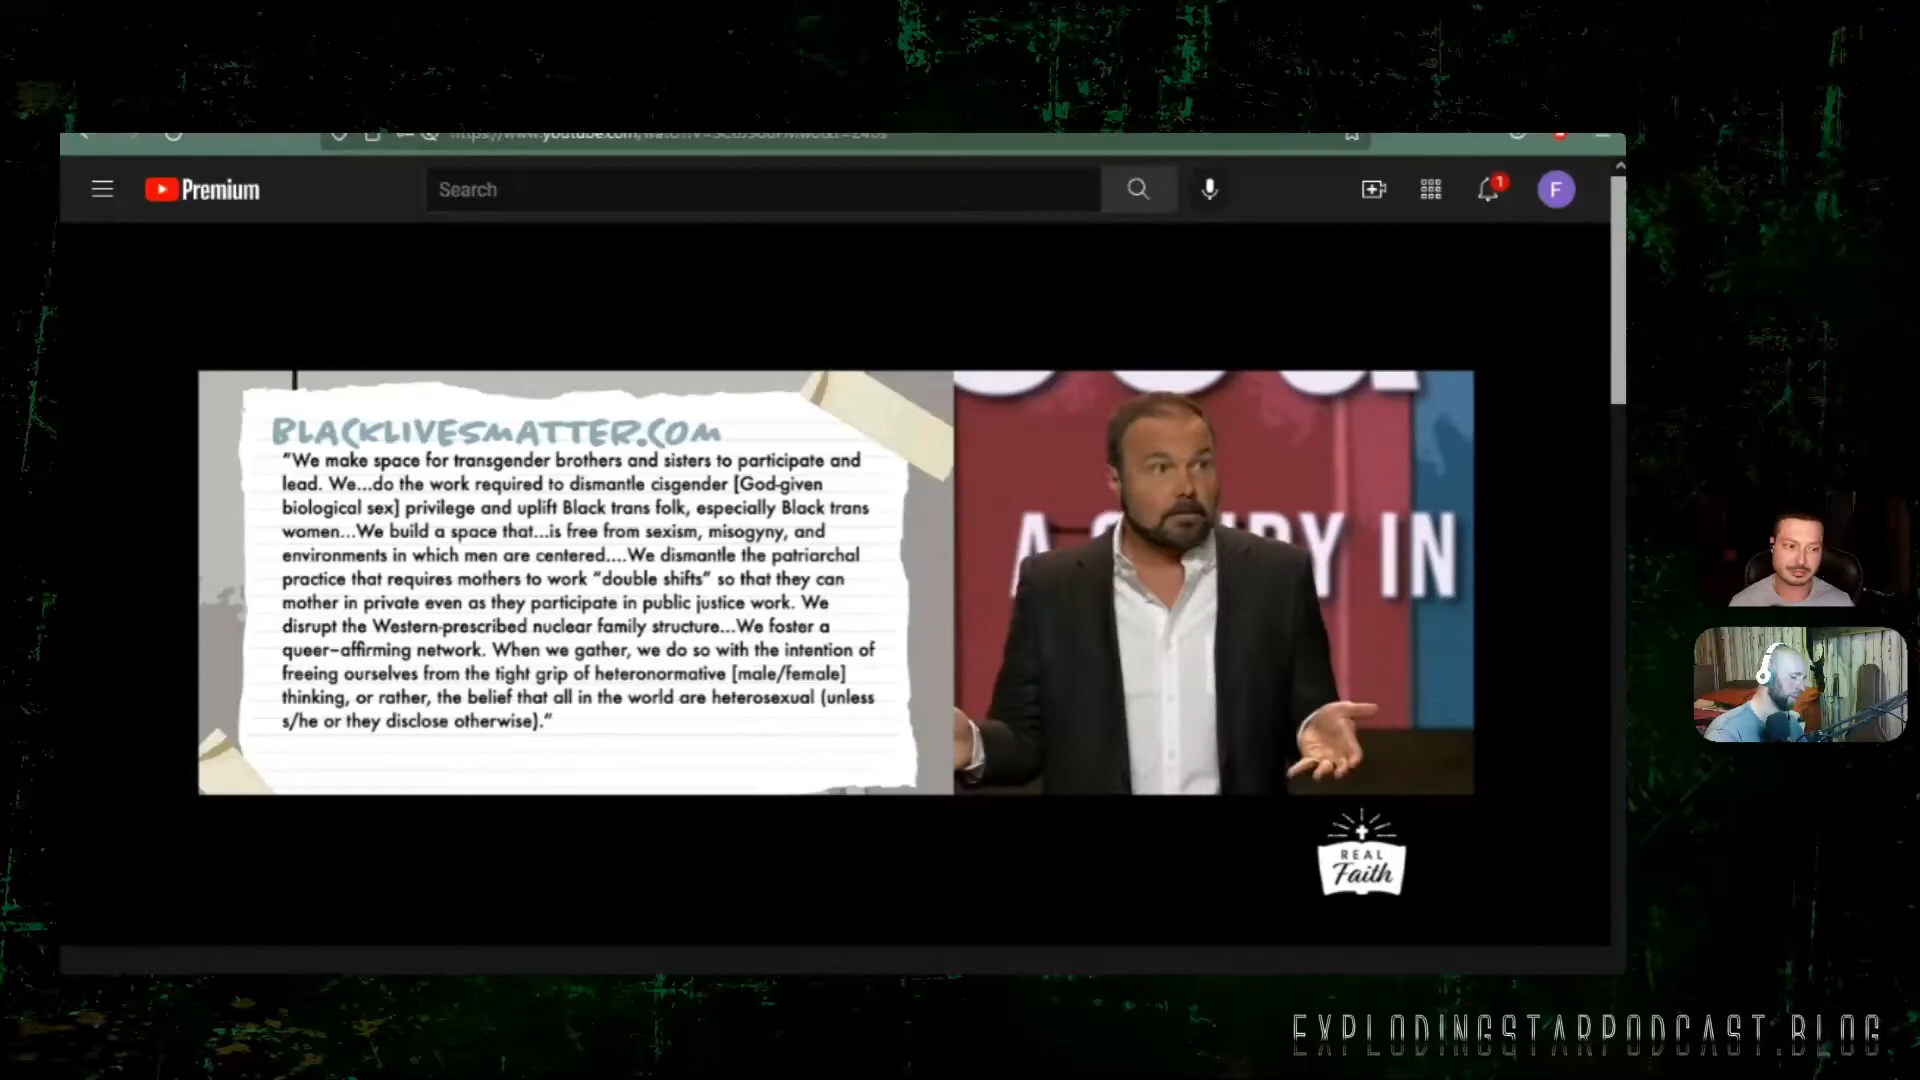 Premium
Search
1
F
BLACKLIVESMATTER.COM
“We make space for transgender brothers and sisters to participate and
lead. We...do the work required to dismantle cisgender [God-given
biological sex] privilege and uplift Black trans folk, especially Black trans
women...We build a space that...is free from sexism, misogyny, and
environments in which men are centered....We dismantle the patriarchal
practice that requires mothers to work “double shifts” so that they can
mother in private even as they participate in public justice work. We
disrupt the Western-prescribed nuclear family structure...We foster a
queer-affirming network. When we gather, we do so with the intention of
freeing ourselves from the tight grip of heteronormative [male/female]
thinking, or rather, the belief that all in the world are heterosexual (unless
s/he or they disclose otherwise).”
A S DY IN
REAL
Faith
EXPLODINGSTARPODCAST.BLOG